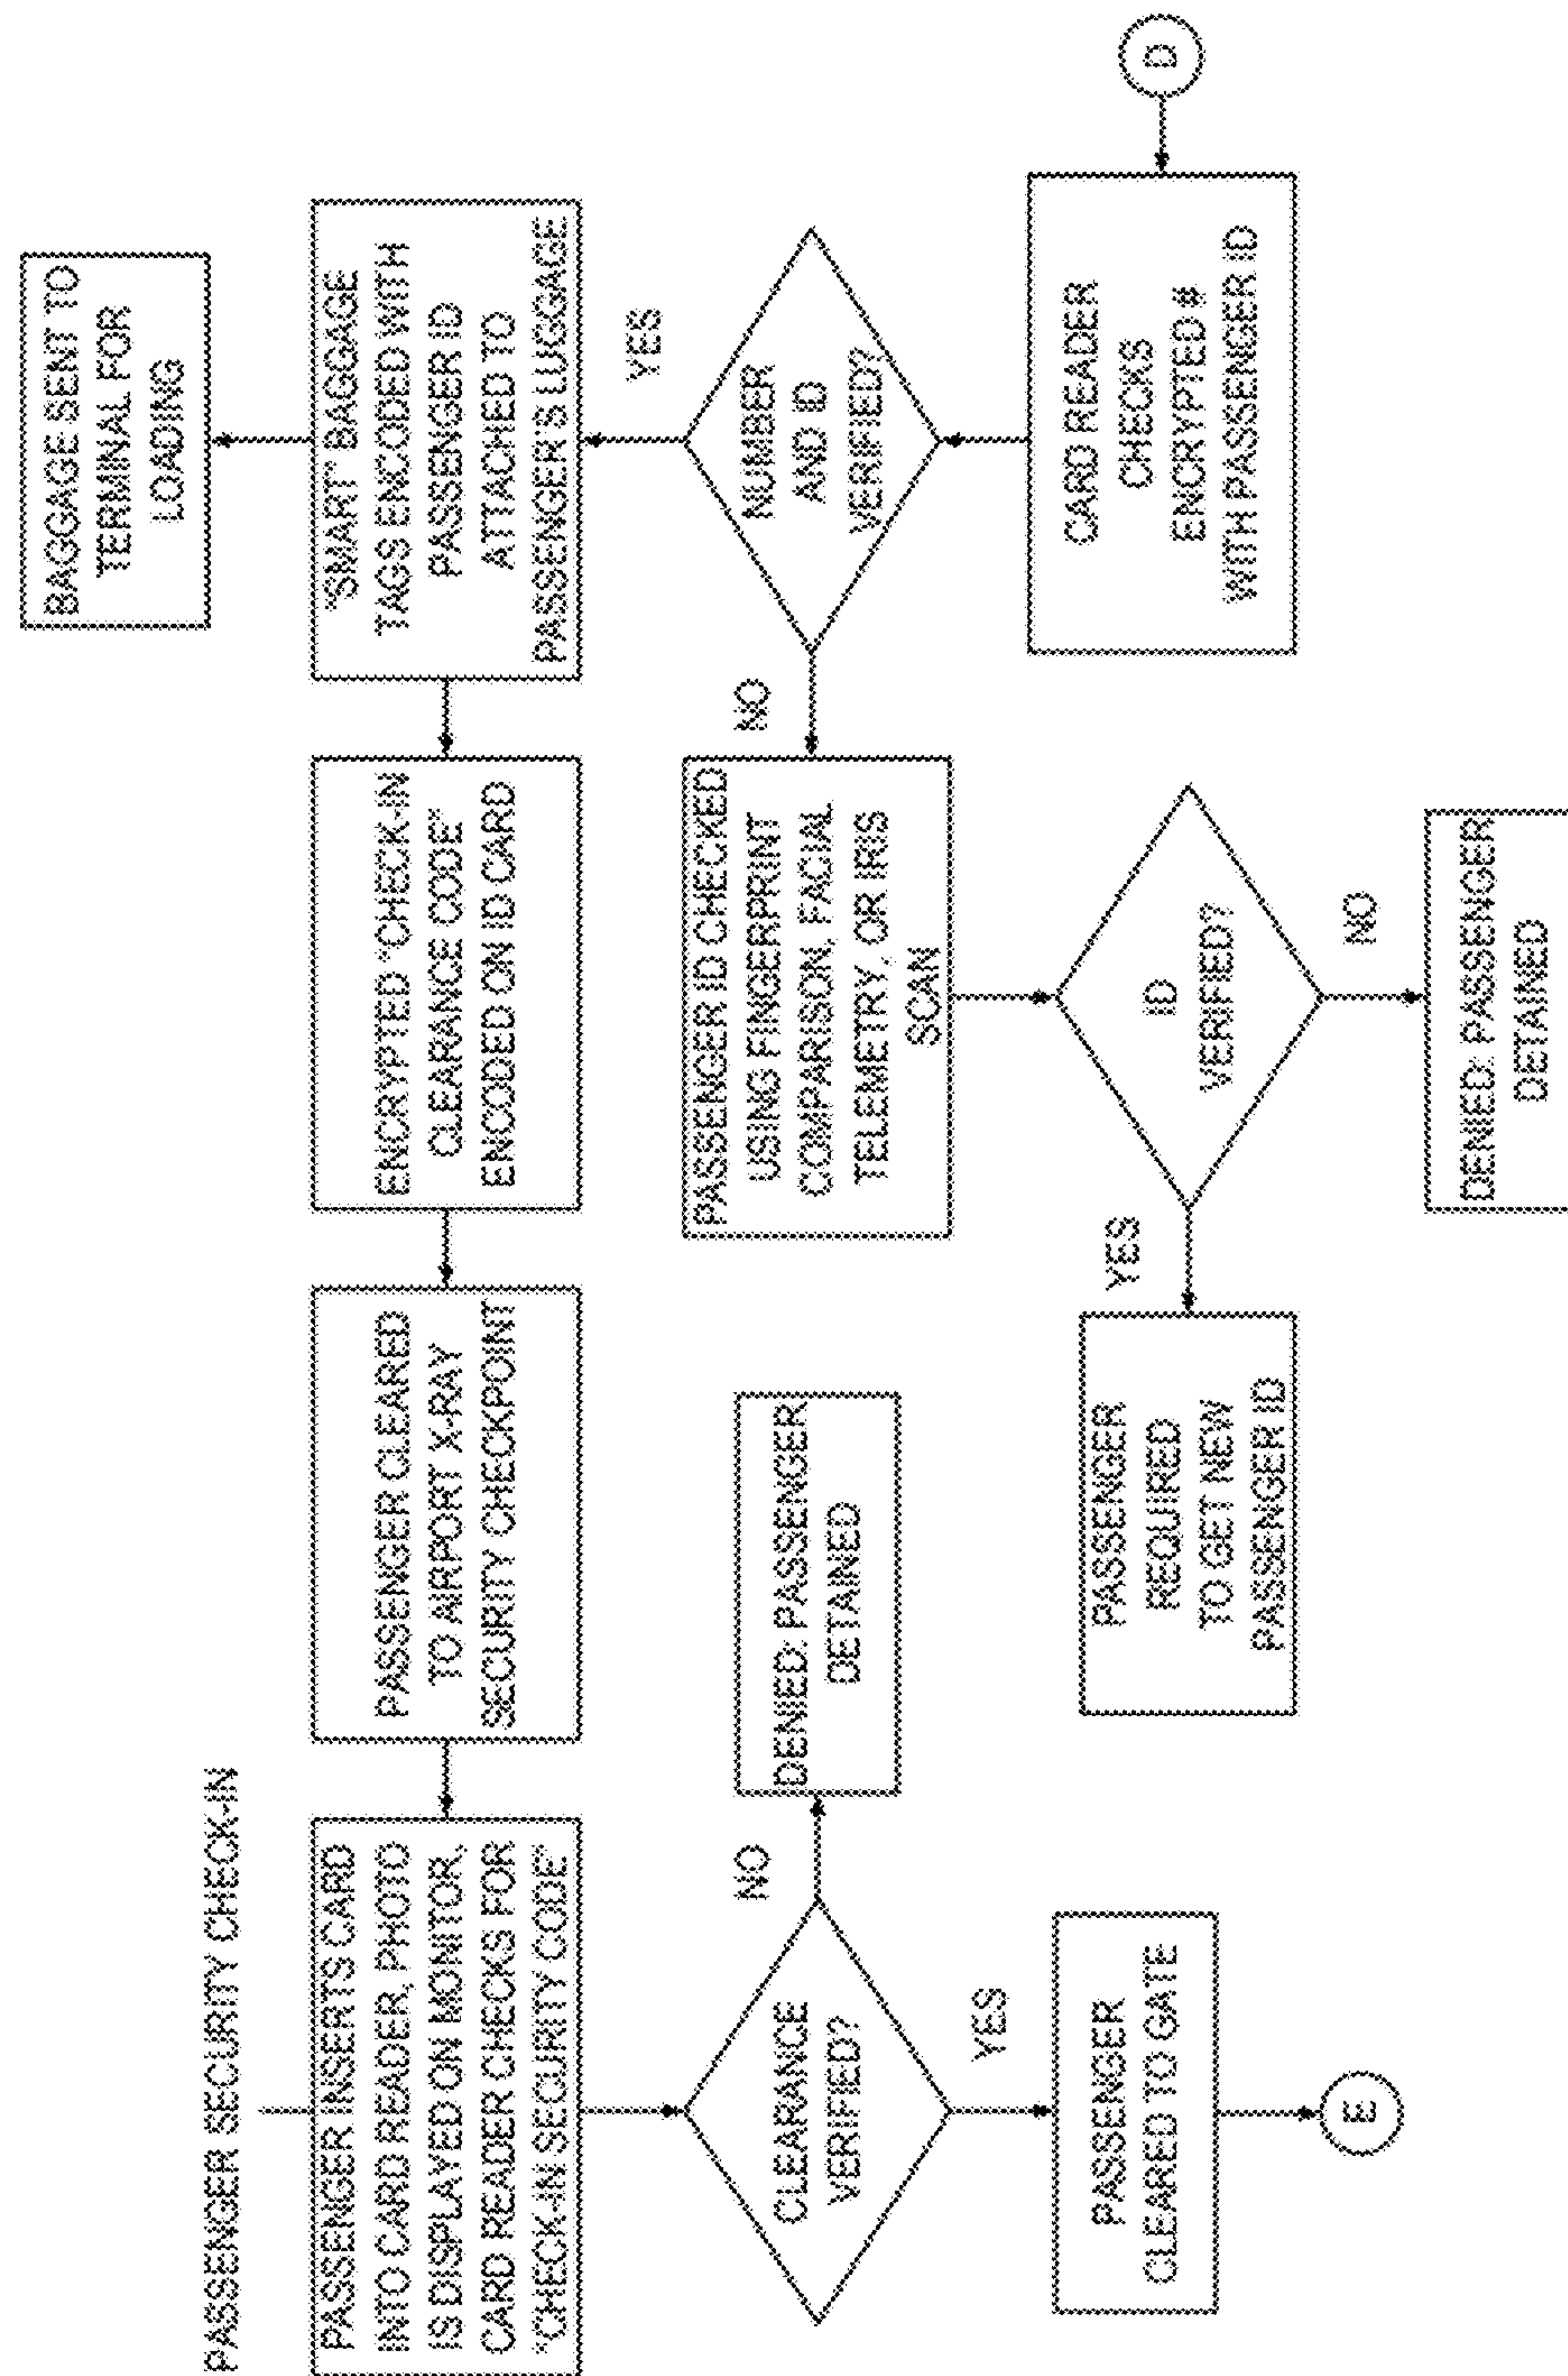 PASSENGER SECURITY CHECK-IN
PASSENGER INSERTS CARD
INTO CARD READER, PHOTO
IS DISPLAYED ON MONITOR,
CARD READER CHECKS FOR
"CHECK-IN SECURITY CODE"
PASSENGER CLEARED
TO AIRPORT X-RAY
SECURITY CHECKPOINT
ENCRYPTED "CHECK-IN
CLEARANCE CODE"
ENCODED ON ID CARD
"SMART" BAGGAGE
TAGS ENCODED WITH
PASSENGER ID
ATTACHED TO
PASSENGER'S LUGGAGE
BAGGAGE SENT TO
TERMINAL FOR
LOADING
CLEARANCE
VERIFIED?
NO
DENIED: PASSENGER
DETAINED
YES
PASSENGER
CLEARED TO GATE
E
PASSENGER ID CHECKED
USING FINGERPRINT
COMPARISON, FACIAL
TELEMETRY, OR IRIS
SCAN
NO
NUMBER
AND ID
VERIFIED?
YES
ID
VERIFIED?
YES
PASSENGER
REQUIRED
TO GET NEW
PASSENGER ID
NO
DENIED: PASSENGER
DETAINED
CARD READER
CHECKS
ENCRYPTED #
WITH PASSENGER ID
D